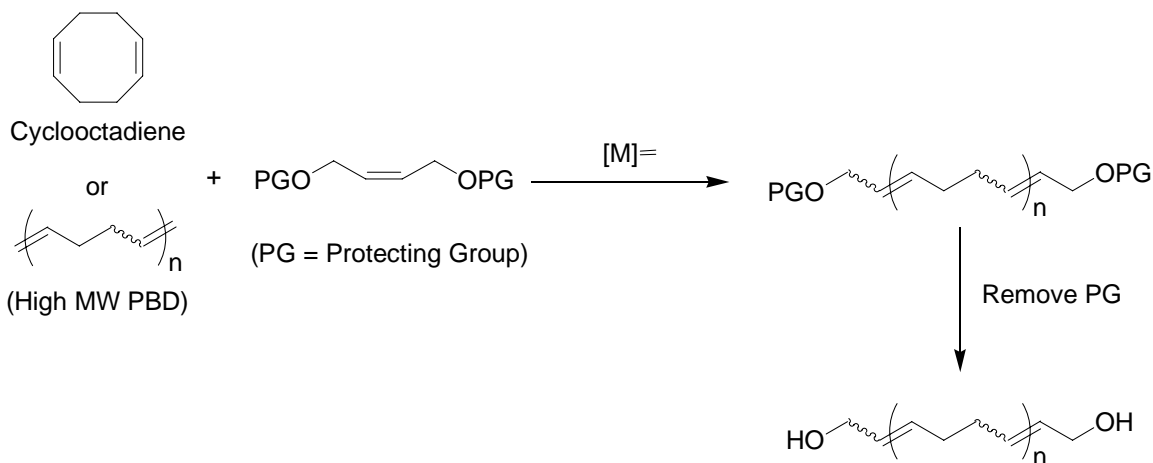 Cyclooctadiene
or
n
(High MW PBD)
+
PGO
OPG
(PG = Protecting Group)
[M]=
PGO
n
OPG
Remove PG
HO
n
OH